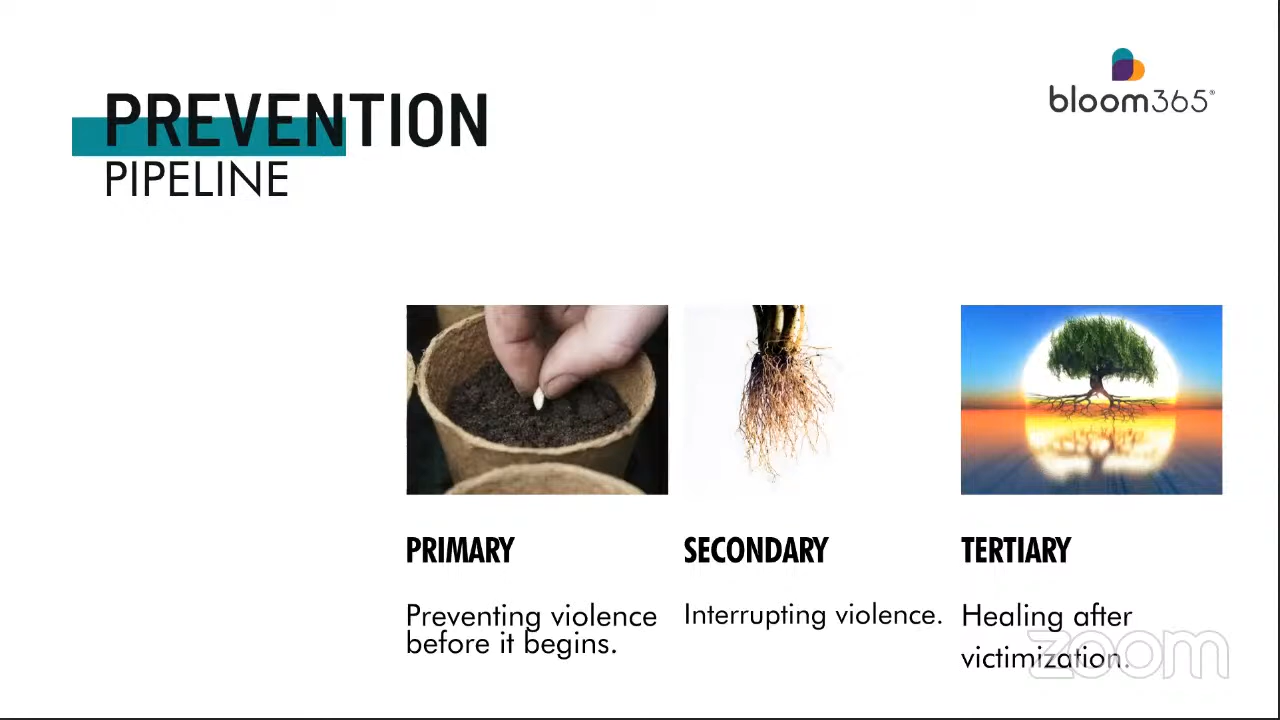 PREVENTION
PIPELINE
bloom365®
PRIMARY
Preventing violence
before it begins.
SECONDARY
Interrupting violence.
TERTIARY
Healing after
victimization.
zoom